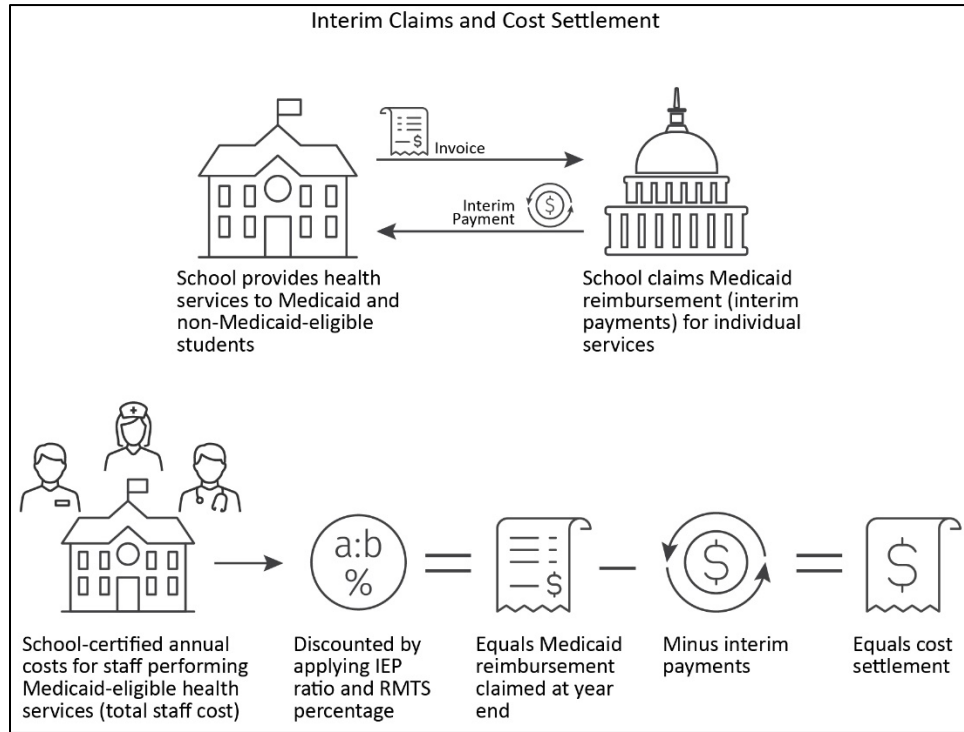 Interim Claims and Cost Settlement
$
Invoice
Interim
Payment
$
School provides health
services to Medicaid and
non-Medicaid-eligible
students
School claims Medicaid
reimbursement (interim
payments) for individual
services
a:b
%
=
$
–
$
=
$
School-certified annual
costs for staff performing
Medicaid-eligible health
services (total staff cost)
Discounted by
applying IEP
ratio and RMTS
percentage
Equals Medicaid
reimbursement
claimed at year
end
Minus interim
payments
Equals cost
settlement